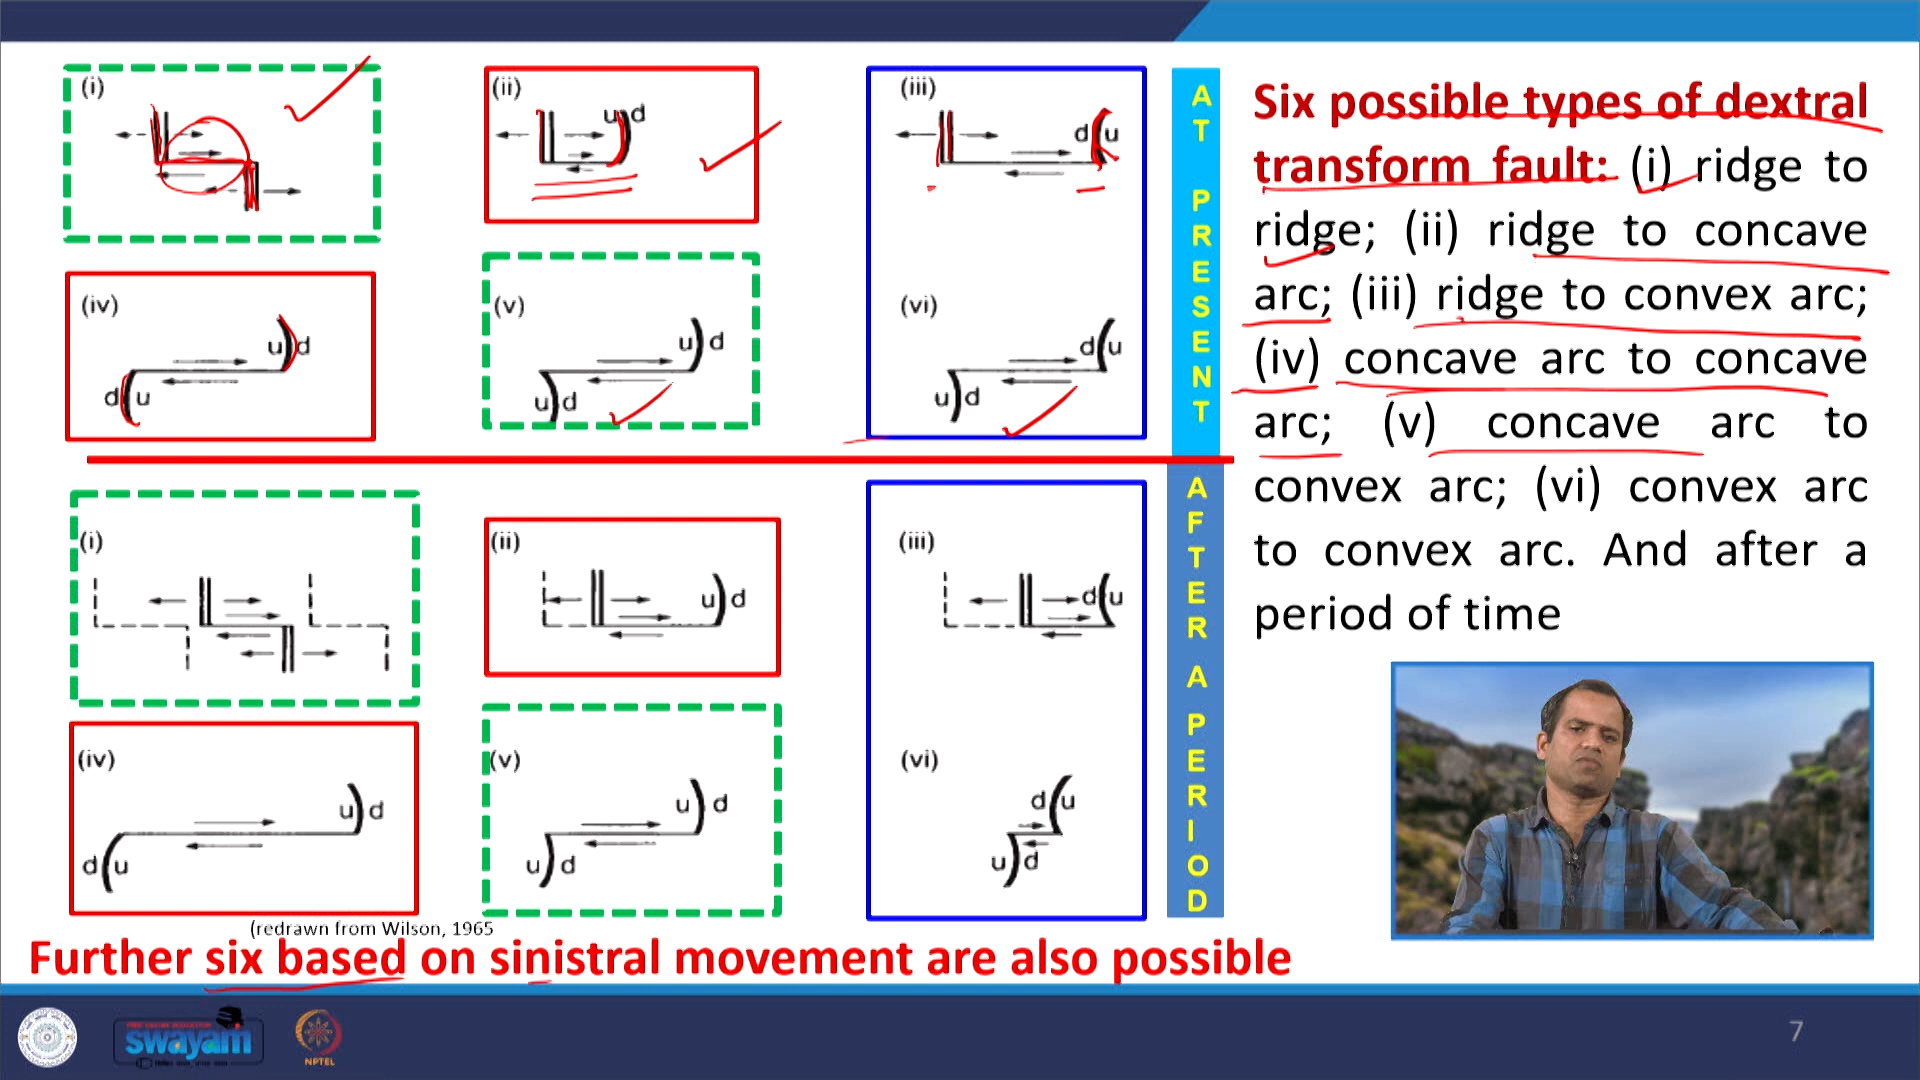 (i)
(ii)
u d
(iii)
d u
(iv)
u d
d u
(v)
u d
u d
(vi)
d u
u d
AT PRESENT
(i)
(ii)
u d
(iii)
d u
(iv)
u d
d u
(v)
u d
u d
(vi)
d u
u d
AFTER A PERIOD
(redrawn from Wilson, 1965
Further six based on sinistral movement are also possible
Six possible types of dextral
transform fault: (i) ridge to
ridge; (ii) ridge to concave
arc; (iii) ridge to convex arc;
(iv) concave arc to concave
arc; (v) concave arc to
convex arc; (vi) convex arc
to convex arc. And after a
period of time
swayam
NPTEL
7